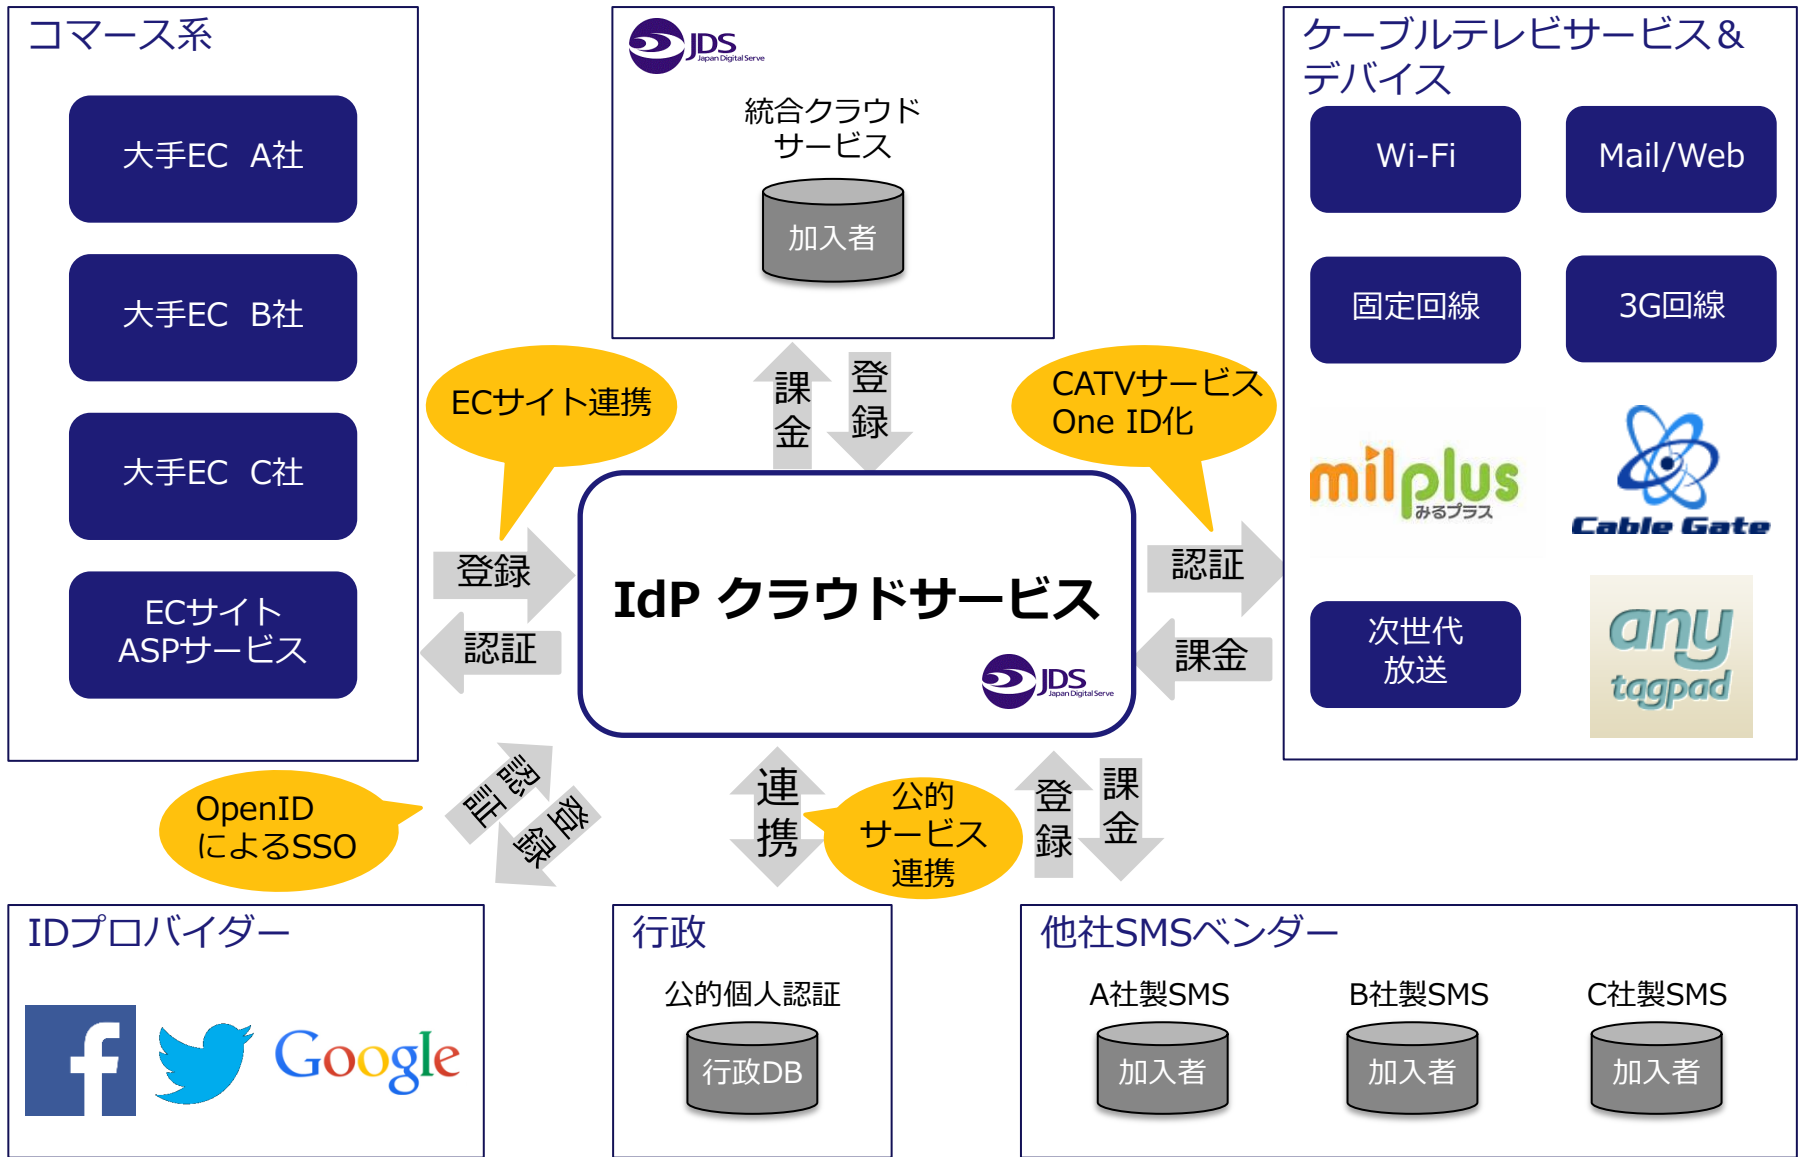 コマース系
大手EC A社
大手EC B社
大手EC C社
ECサイト
ASPサービス
JDS
Japan Digital Serve
統合クラウド
サービス
加入者
ケーブルテレビサービス＆
デバイス
Wi-Fi
Mail/Web
固定回線
3G回線
milplus
みるプラス
Cable Gate
次世代
放送
any
tagpad
ECサイト連携
課金
登録
CATVサービス
One ID化
登録
認証
IdP クラウドサービス
JDS
Japan Digital Serve
認証
課金
OpenID
によるSSO
認証
登録
連携
公的
サービス
連携
登録
課金
IDプロバイダー
f
Google
行政
公的個人認証
行政DB
他社SMSベンダー
A社製SMS
加入者
B社製SMS
加入者
C社製SMS
加入者